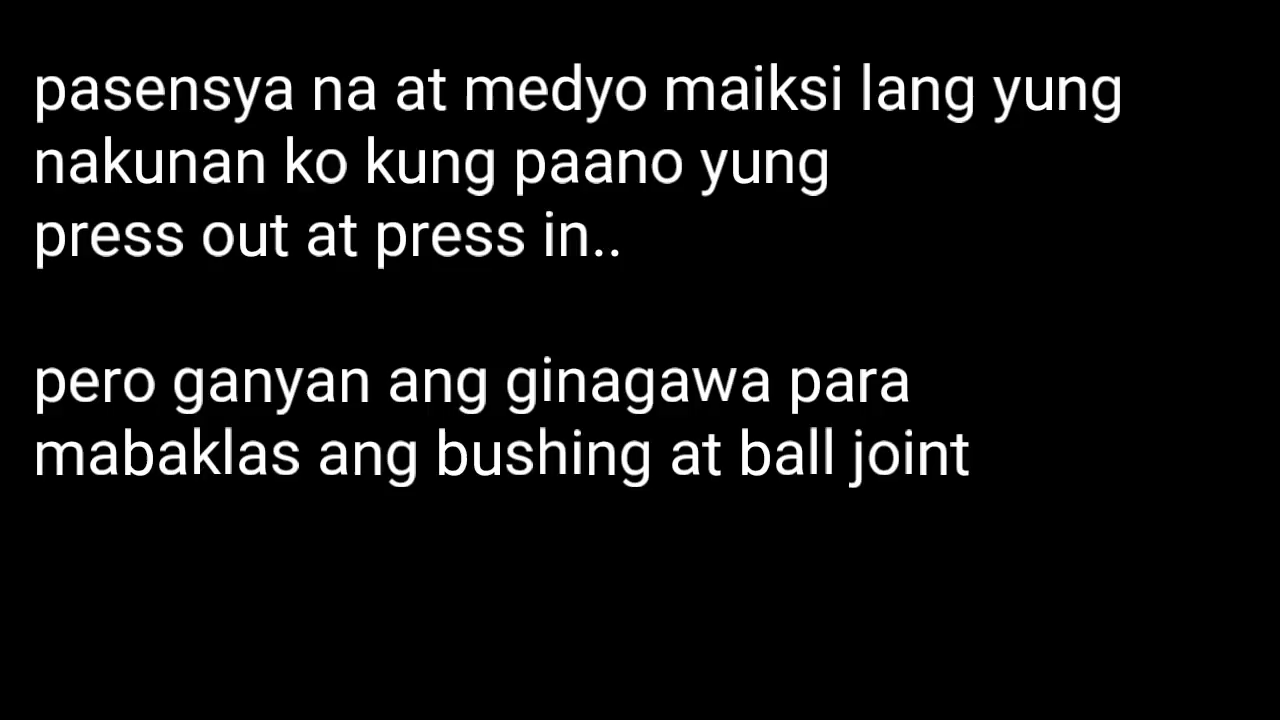 pasensya na at medyo maiksi lang yung
nakunan ko kung paano yung
press out at press in..
pero ganyan ang ginagawa para
mabaklas ang bushing at ball joint